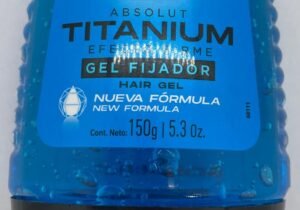 ABSOLUT
TITANIUM
GEL FIJADOR
HAIR GEL
NUEVA FÓRMULA
NEW FORMULA
Cont. Neto: 150g | 5.3 Oz.